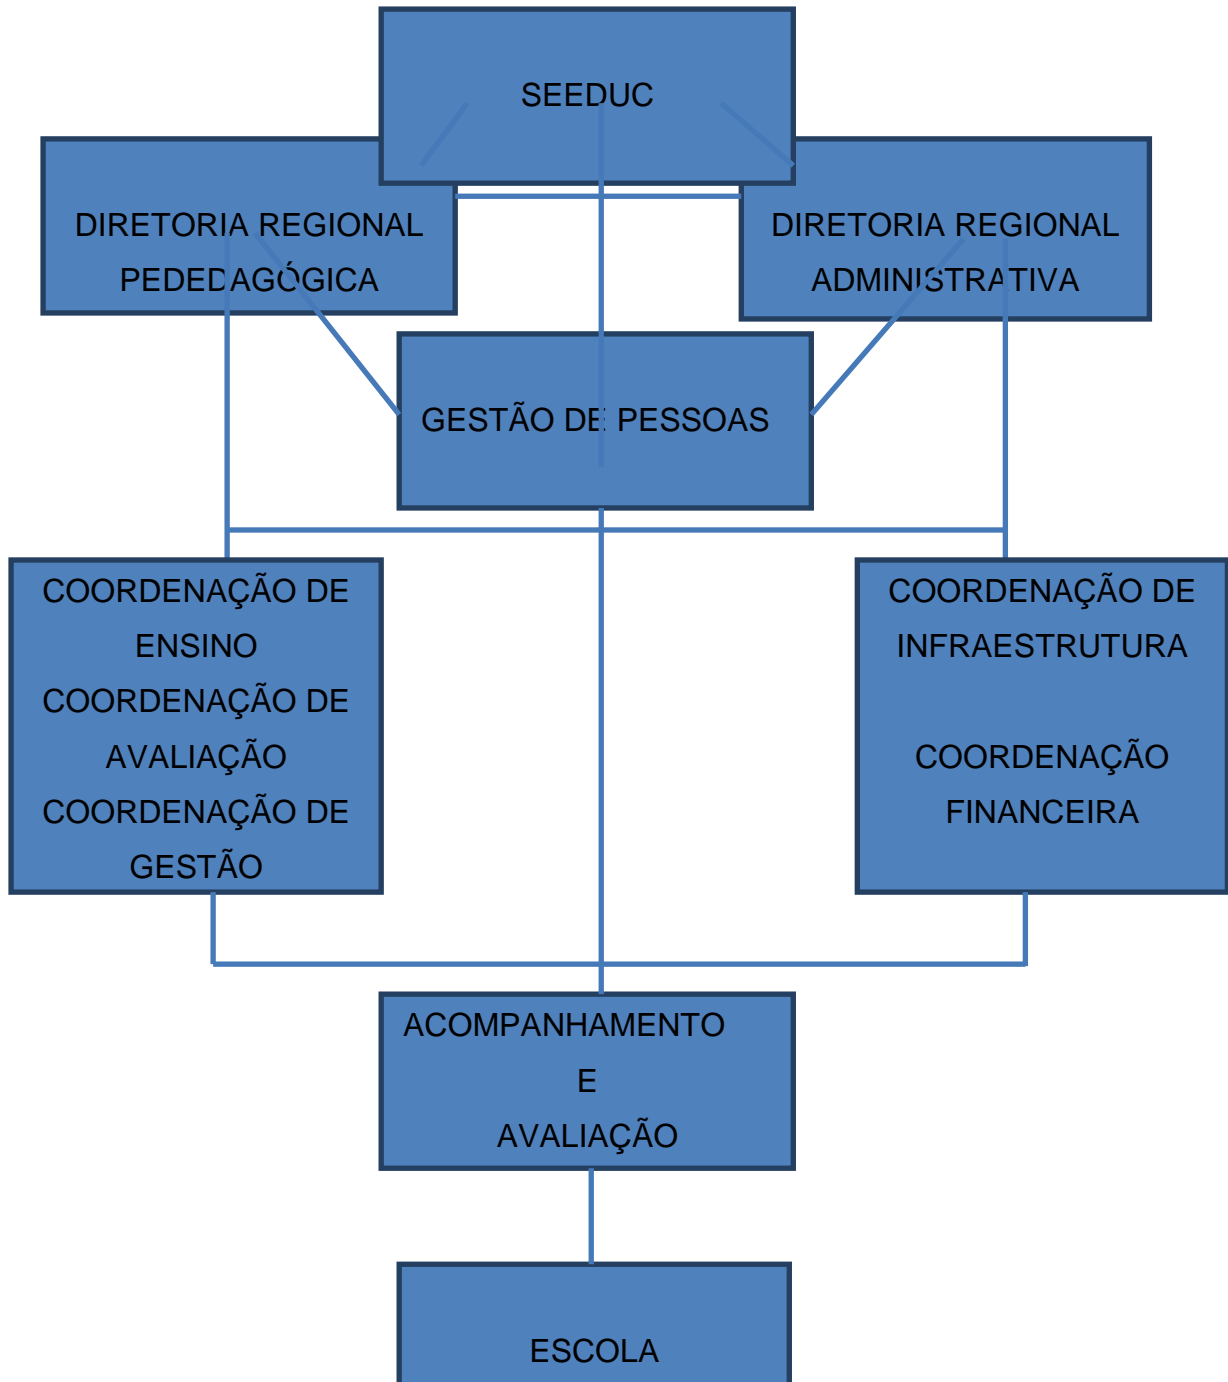 SEEDUC
DIRETORIA REGIONAL
PEDEDAGÓGICA
DIRETORIA REGIONAL
ADMINISTRATIVA
GESTÃO DE PESSOAS
COORDENAÇÃO DE
ENSINO
COORDENAÇÃO DE
AVALIAÇÃO
COORDENAÇÃO DE
GESTÃO
COORDENAÇÃO DE
INFRAESTRUTURA
COORDENAÇÃO
FINANCEIRA
ACOMPANHAMENTO
E
AVALIAÇÃO
ESCOLA